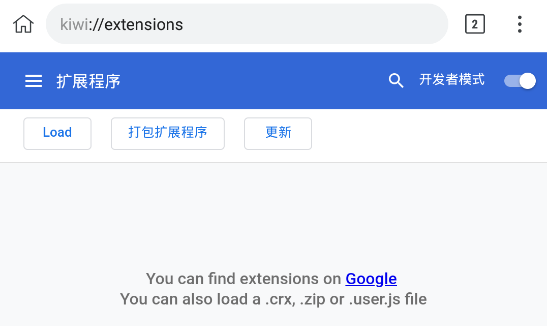 kiwi://extensions
2
扩展程序
开发者模式
Load
打包扩展程序
更新
You can find extensions on Google
You can also load a .crx, .zip or .user.js file